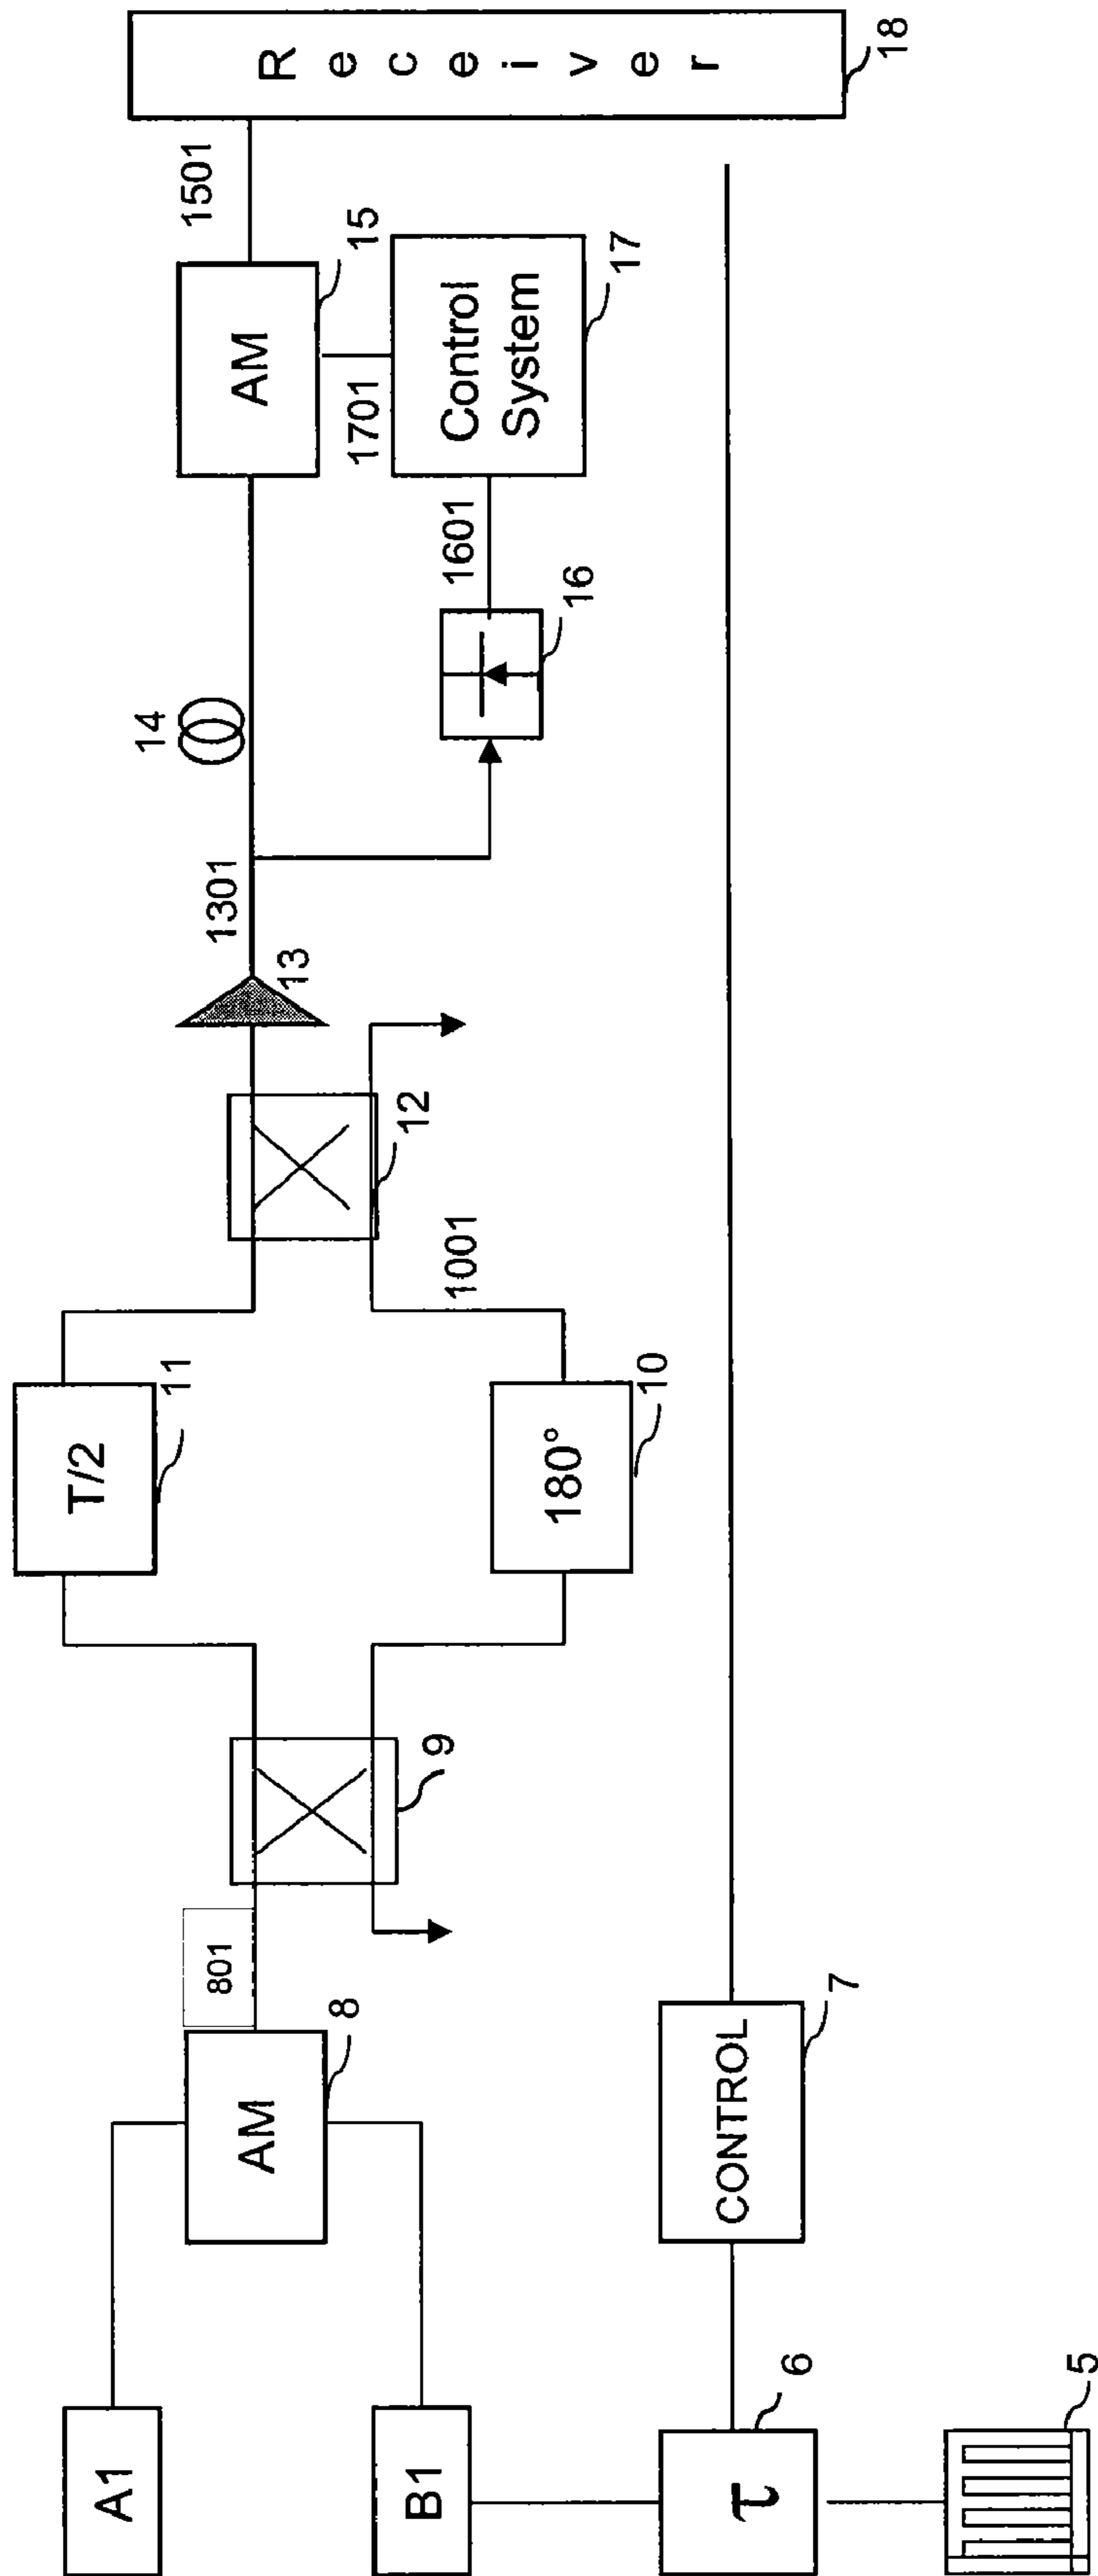 A1
B1
τ
6
5
AM
8
801
CONTROL
7
9
T/2
11
180°
10
1001
12
13
1301
14
16
1601
AM
15
1701
Control
System
17
1501
Receiver
18